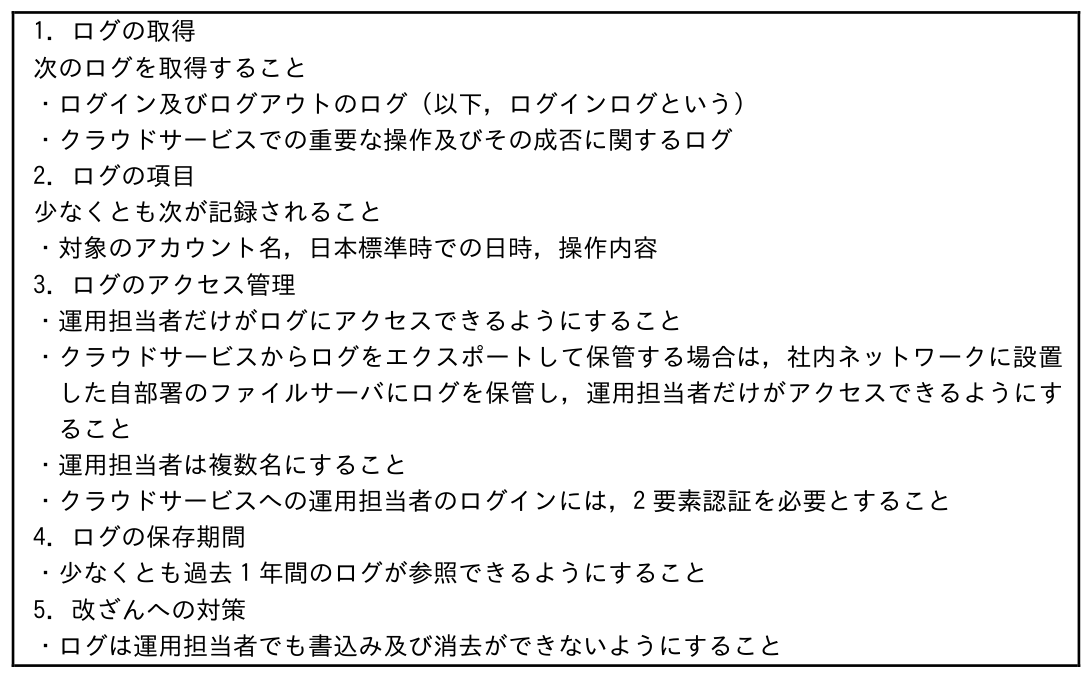 1．ログの取得
次のログを取得すること
・ログイン及びログアウトのログ（以下，ログインログという）
・クラウドサービスでの重要な操作及びその成否に関するログ
2．ログの項目
少なくとも次が記録されること
・対象のアカウント名，日本標準時での日時，操作内容
3．ログのアクセス管理
・運用担当者だけがログにアクセスできるようにすること
・クラウドサービスからログをエクスポートして保管する場合は，社内ネットワークに設置
した自部署のファイルサーバにログを保管し，運用担当者だけがアクセスできるようにす
ること
・運用担当者は複数名にすること
・クラウドサービスへの運用担当者のログインには，2 要素認証を必要とすること
4．ログの保存期間
・少なくとも過去 1 年間のログが参照できるようにすること
5．改ざんへの対策
・ログは運用担当者でも書込み及び消去ができないようにすること